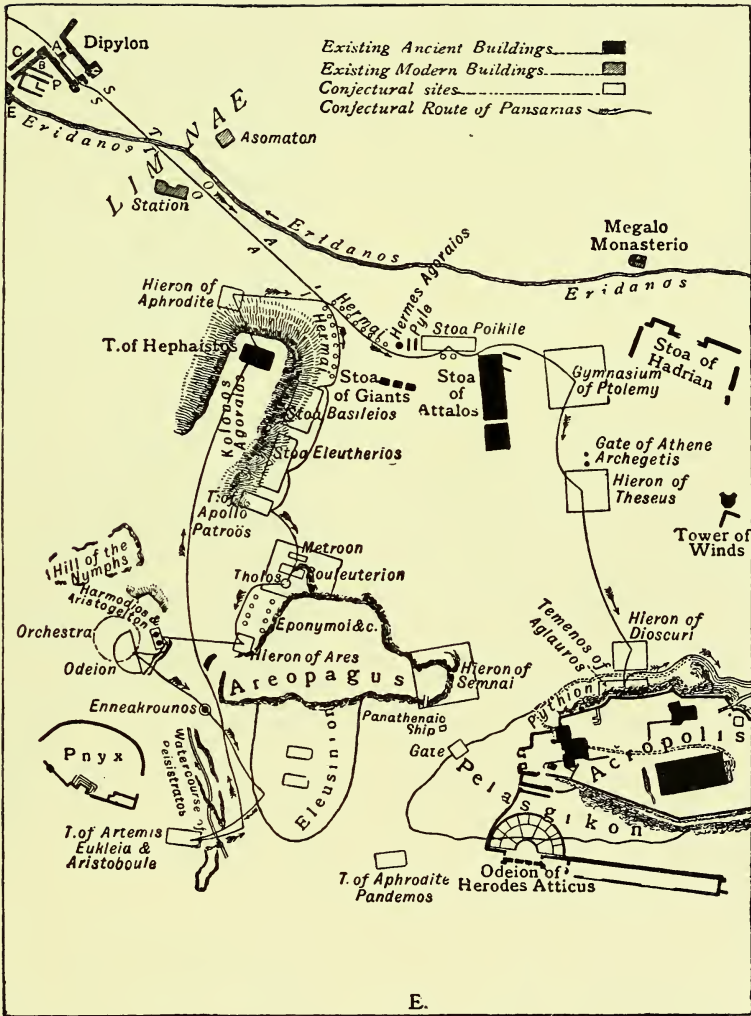 Dipylon
C
A
B
P
E
S
S
Existing Ancient Buildings
Existing Modern Buildings
Conjectural sites
Conjectural Route of Pansarias
Eridanos
LIMNAE
Asomaton
Station
Eridanos
Megalo
Monasterio
Eridanos
Hieron of
Aphrodite
Hermai
Hermai
Hermes Agoraios
Pyle
Stoa Poikile
T. of Hephaistos
Kolonos
Agoraios
Stoa
of Giants
Stoa
of
Attalos
Gymnasium
of Ptolemy
Stoa of
Hadrian
Stoa Basileios
Stoa Eleutherios
Gate of Athene
Archegetis
Hieron of
Theseus
T. of
Apollo
Patroös
Tower of
Winds
Hill of the
Nymphs
Metroon
Tholos
Bouleuterion
Harmodios &
Aristogeiton
Orchestra
Odeion
Eponymoi &c.
Hieron of Ares
Areopagus
Hieron of
Semnai
Temenos of
Aglauros
Hieron of
Dioscuri
Enneakrounos
Panathenaic
Ship
Pythion
Gate
Acropolis
Pnyx
Watercourse of
Peisistratos
Eleusinion
Pelasgikon
T. of Artemis
Eukleia &
Aristoboule
T. of Aphrodite
Pandemos
Odeion of
Herodes Atticus
E.